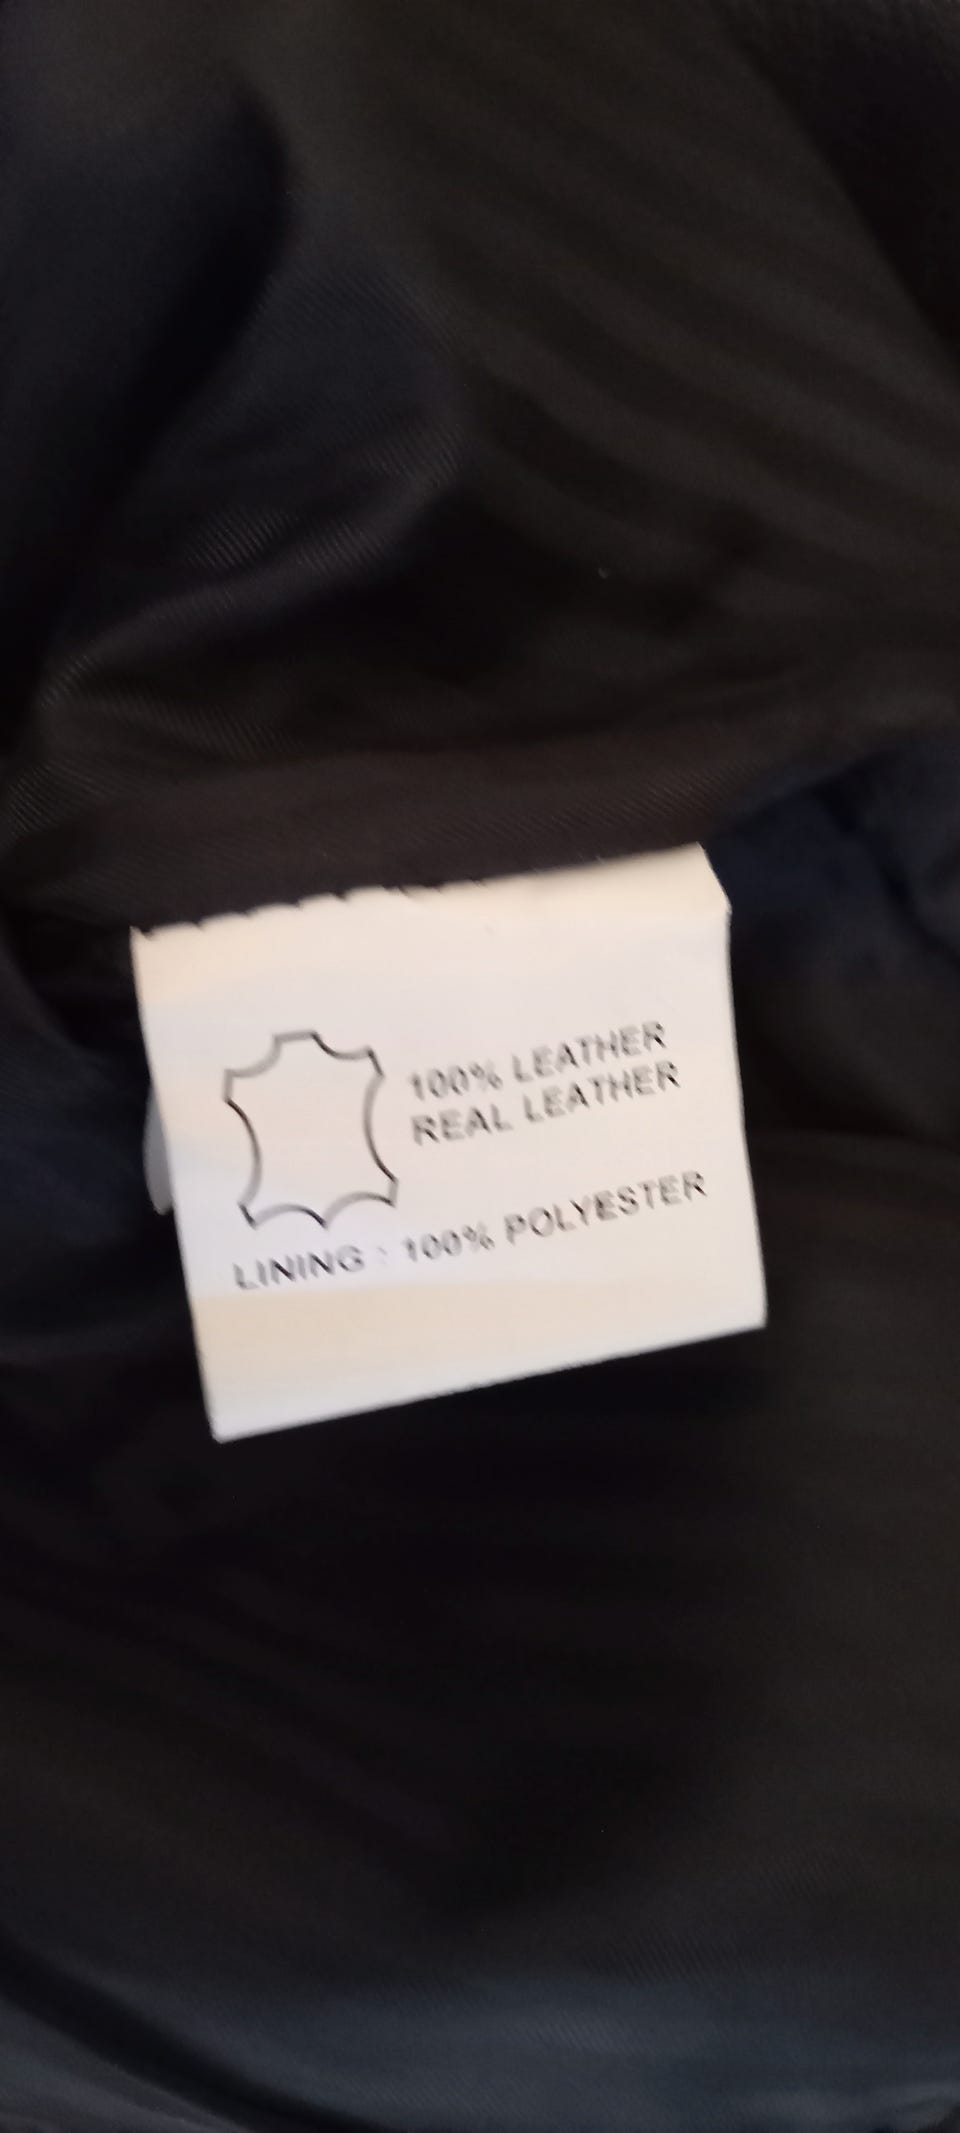 100% LEATHER
REAL LEATHER
LINING : 100% POLYESTER